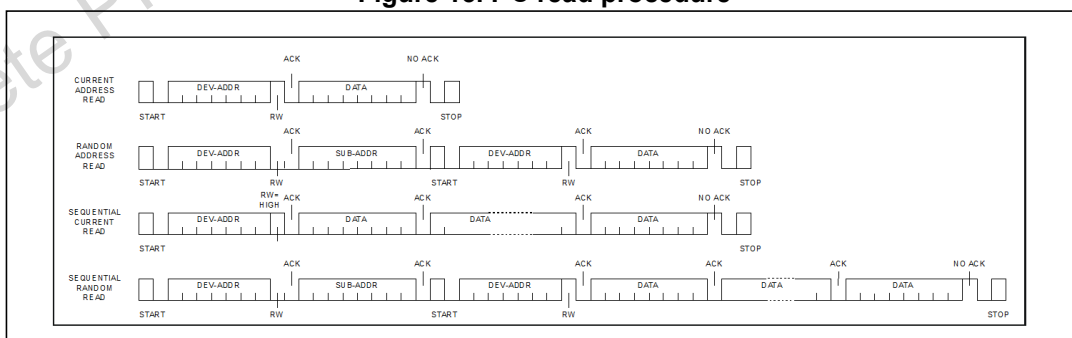 Figure 18. I²C read procedure
ete Pr
ACK NO ACK
CURRENT ADDRESS READ
DEV-ADDR DATA
START RW STOP
ACK ACK ACK NO ACK
RANDOM ADDRESS READ
DEV-ADDR SUB-ADDR DEV-ADDR DATA
START RW START RW STOP
RW= HIGH
ACK ACK ACK NO ACK
SEQUENTIAL CURRENT READ
DEV-ADDR DATA DATA DATA
START STOP
ACK ACK ACK ACK ACK NO ACK
SEQUENTIAL RANDOM READ
DEV-ADDR SUB-ADDR DEV-ADDR DATA DATA DATA
START RW START RW STOP